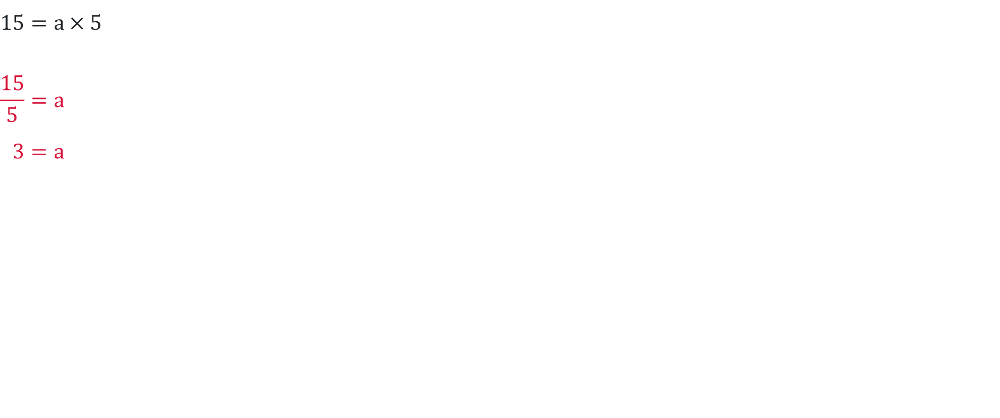 15 = a × 5
15/5 = a
3 = a